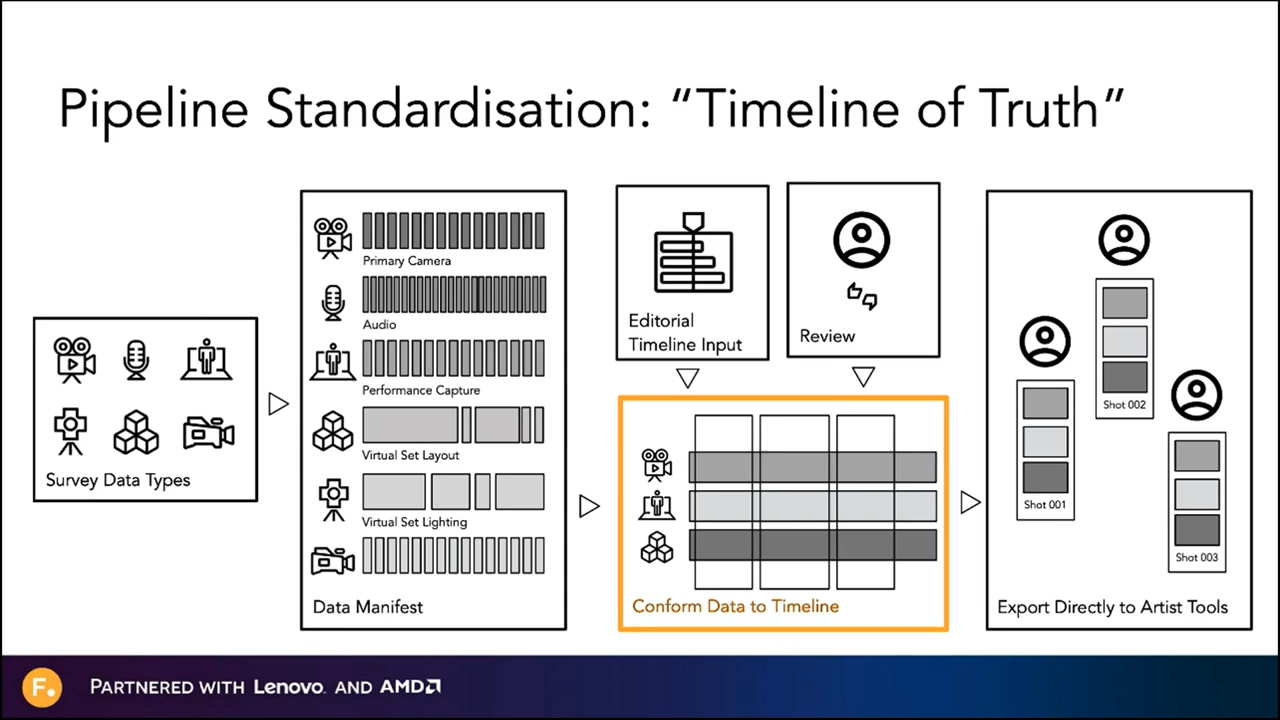 Pipeline Standardisation: “Timeline of Truth”
Survey Data Types
Primary Camera
Audio
Performance Capture
Virtual Set Layout
Virtual Set Lighting
Data Manifest
Editorial
Timeline Input
Review
Conform Data to Timeline
Shot 001
Shot 002
Shot 003
Export Directly to Artist Tools
F.
PARTNERED WITH Lenovo. AND AMD